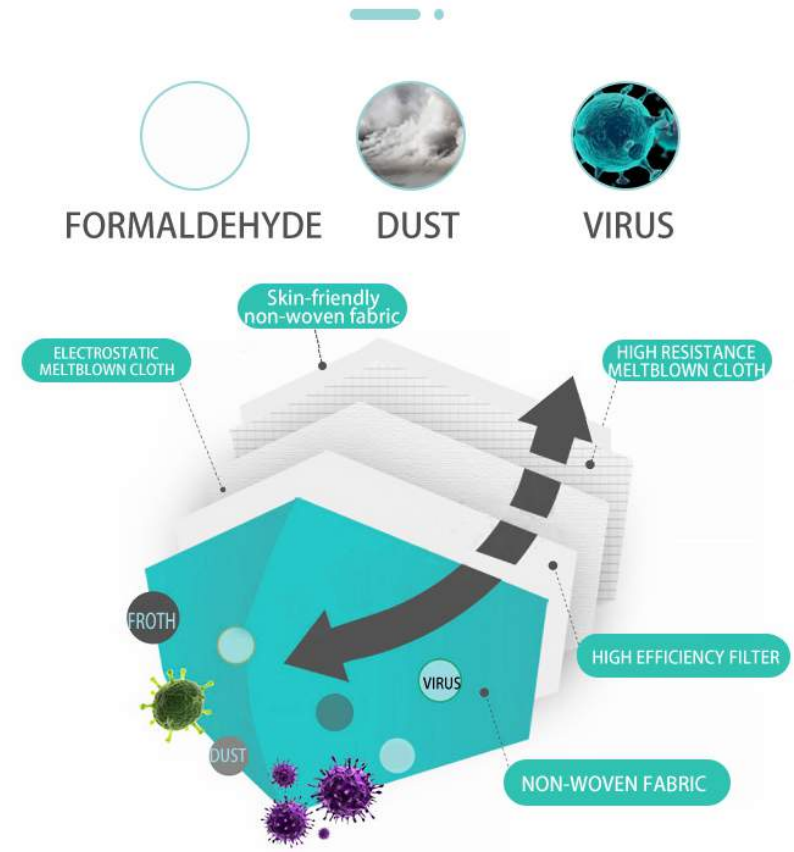 FORMALDEHYDE
DUST
VIRUS
Skin-friendly
non-woven fabric
ELECTROSTATIC
MELTBLOWN CLOTH
HIGH RESISTANCE
MELTBLOWN CLOTH
FROTH
VIRUS
HIGH EFFICIENCY FILTER
DUST
NON-WOVEN FABRIC